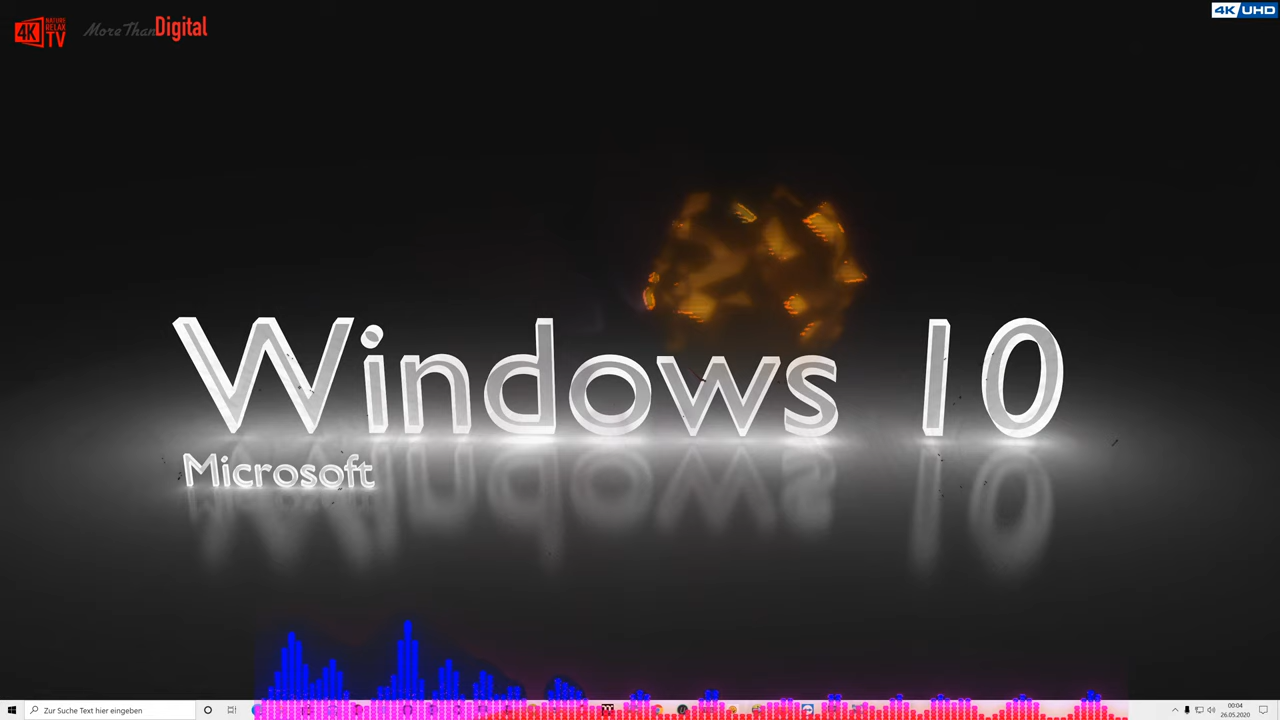 4K NATURE RELAX TV
More Than Digital
4K UHD
Windows 10
Microsoft
Zur Suche Text hier eingeben
00:04
26.05.2020